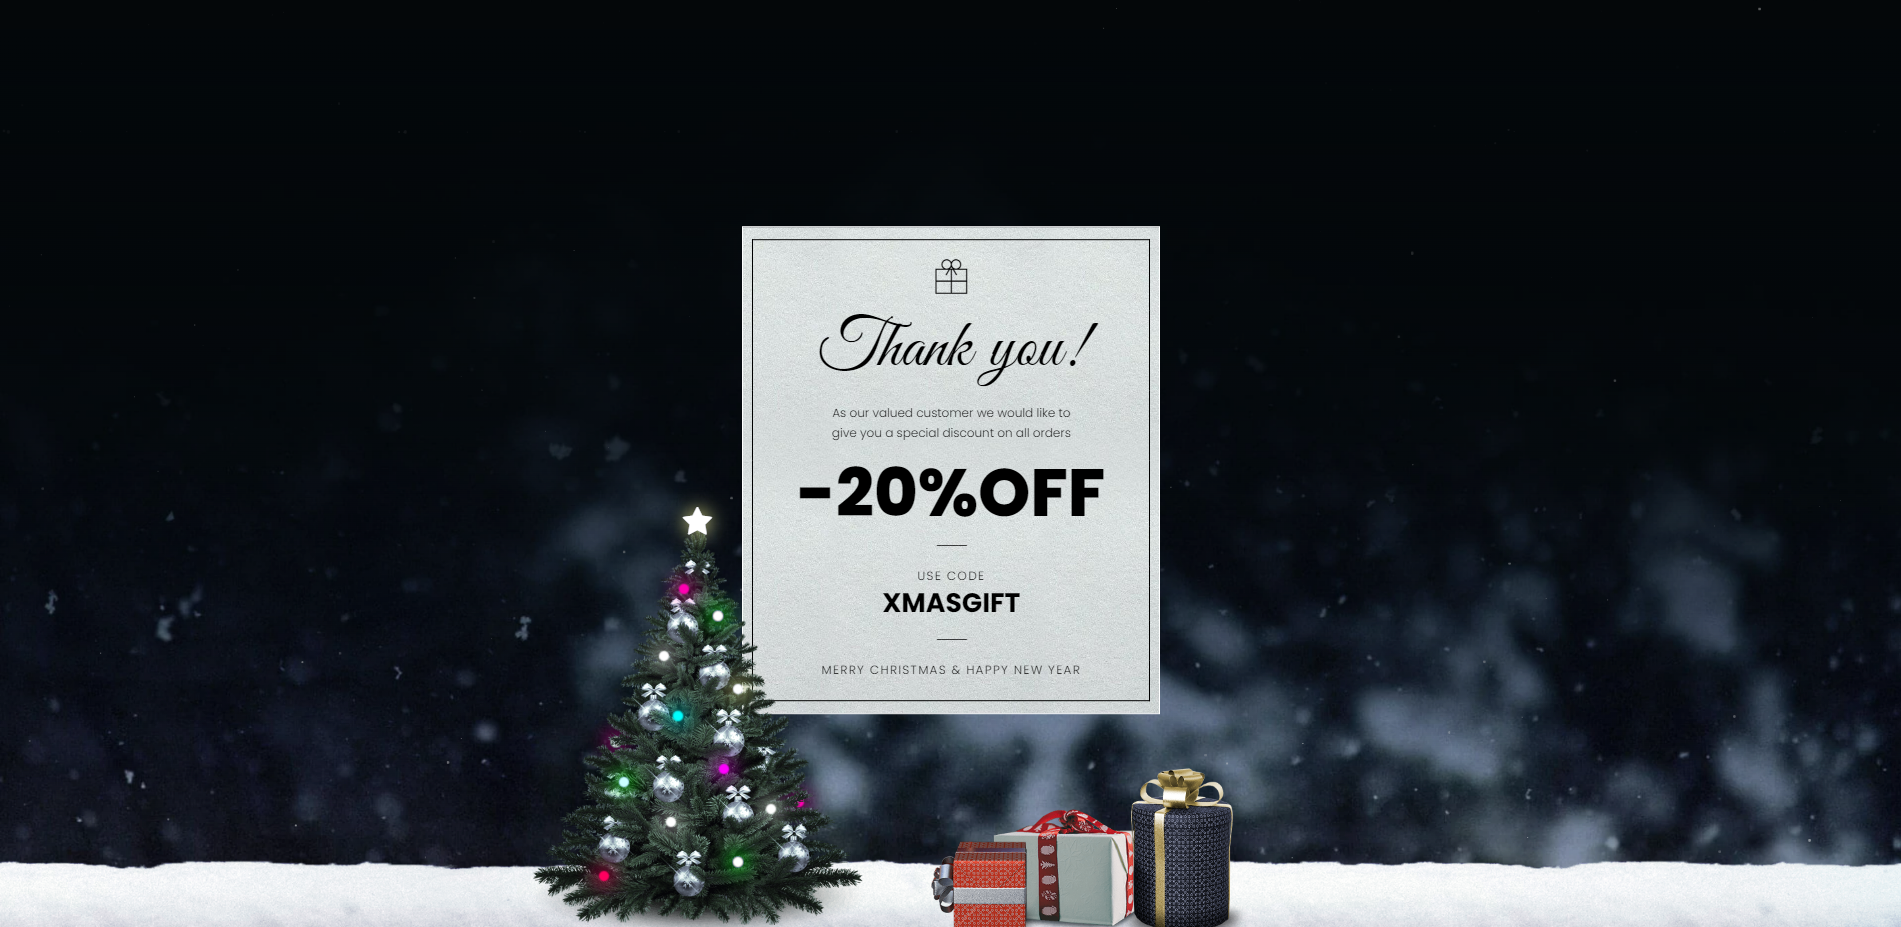 Thank you!
As our valued customer we would like to
give you a special discount on all orders
-20%OFF
USE CODE
XMASGIFT
MERRY CHRISTMAS & HAPPY NEW YEAR